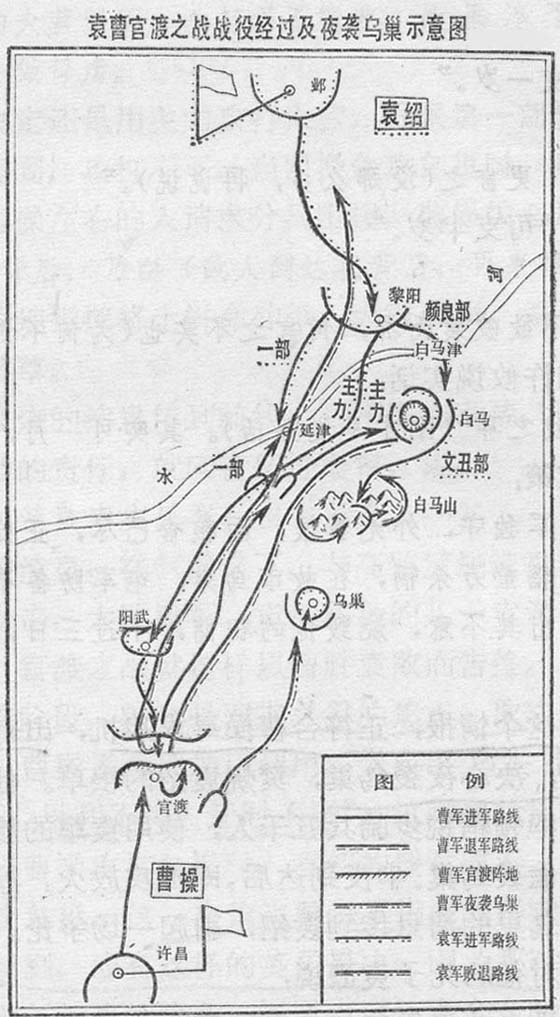 袁曹官渡之战战役经过及夜袭乌巢示意图
邺
袁绍
河
黎阳
颜良部
白马津
一部
主力
主力
白马
延津
文丑部
水
一部
白马山
乌巢
阳武
官渡
曹操
许昌
图 例
曹军进军路线
曹军退军路线
曹军官渡阵地
曹军夜袭乌巢
袁军进军路线
袁军败退路线